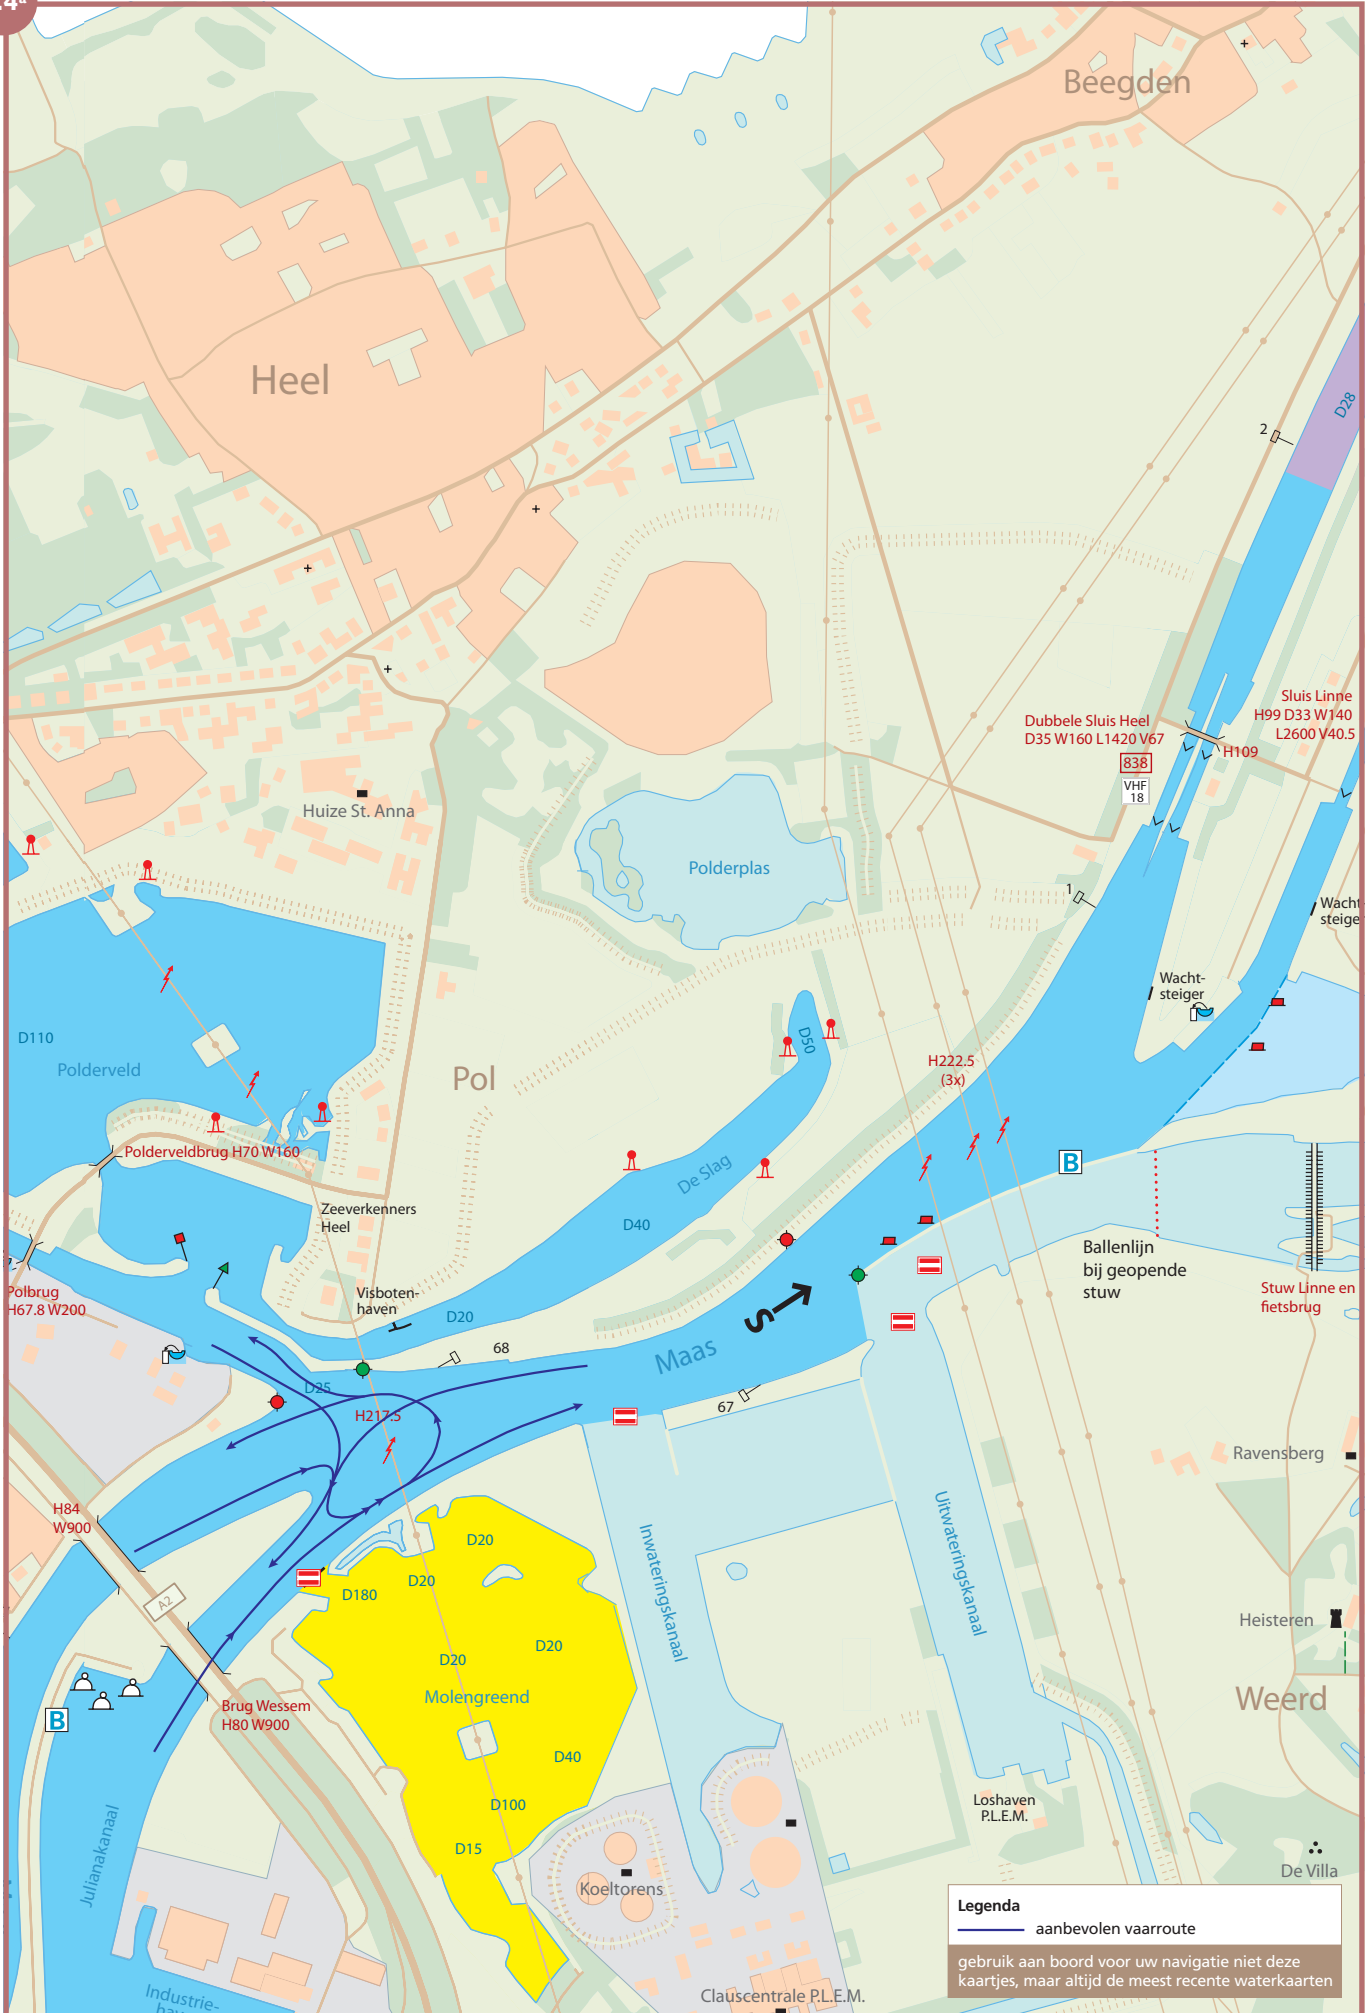 Beegden
Heel
D28
2
Sluis Linne
H99 D33 W140
L2600 V40.5
Dubbele Sluis Heel
D35 W160 L1420 V67
H109
838
VHF
18
Huize St. Anna
Polderplas
1
Wacht-
steiger
D110
Polderveld
Pol
D50
H222.5
(3x)
Polderveldbrug H70 W160
B
De Slag
Zeeverkenners
Heel
D40
Ballenlijn
bij geopende
stuw
Polbrug
H67.8 W200
Visboten-
haven
D20
S
Stuw Linne en
fietsbrug
68
Maas
D25
67
H217.5
Ravensberg
H84
W900
D20
D20
D180
Inwateringskanaal
Uitwateringskanaal
A2
Heisteren
D20
D20
Molengreend
Weerd
B
Brug Wessem
H80 W900
D40
D100
D15
Loshaven
P.L.E.M.
Julianakanaal
De Villa
Koeltorens
Legenda
aanbevolen vaarroute
gebruik aan boord voor uw navigatie niet deze
kaartjes, maar altijd de meest recente waterkaarten
Clauscentrale P.L.E.M.
Industrie-